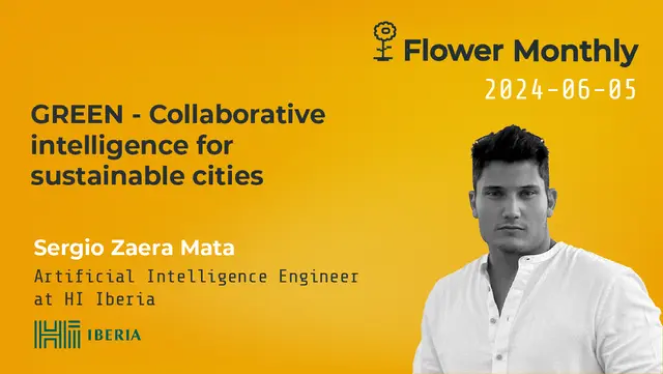 Flower Monthly
2024-06-05
GREEN - Collaborative
intelligence for
sustainable cities
Sergio Zaera Mata
Artificial Intelligence Engineer
at HI Iberia
Hi IBERIA